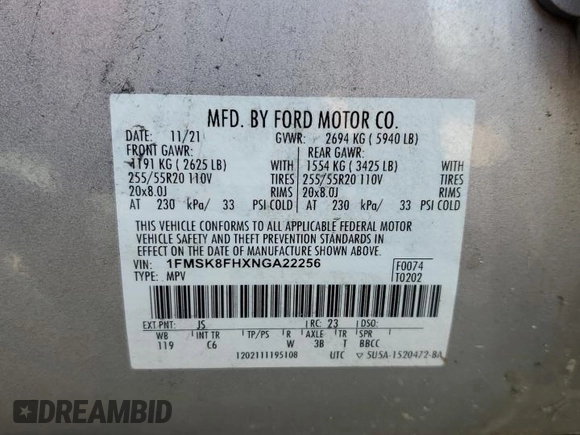 MFD. BY FORD MOTOR CO.
DATE: 11/21 GVWR: 2694 KG ( 5940 LB)
FRONT GAWR: REAR GAWR:
1191 KG ( 2625 LB) WITH 1554 KG ( 3425 LB) WITH
255/55R20 110V TIRES 255/55R20 110V TIRES
20x8.0J RIMS 20x8.0J RIMS
AT 230 kPa/ 33 PSI COLD AT 230 kPa/ 33 PSI COLD
THIS VEHICLE CONFORMS TO ALL APPLICABLE FEDERAL MOTOR
VEHICLE SAFETY AND THEFT PREVENTION STANDARDS IN
EFFECT ON THE DATE OF MANUFACTURE SHOWN ABOVE.
VIN: 1FMSK8FHXNGA22256 F0074
TYPE: MPV T0202
EXT PNT: JS RC: 23 DSO:
WB INT TR TP/PS R AXLE TR SPR
119 C6 W 3B T BBCC
1202111195108 UTC ▽ 5U5A-1520472-BA
DREAMBID